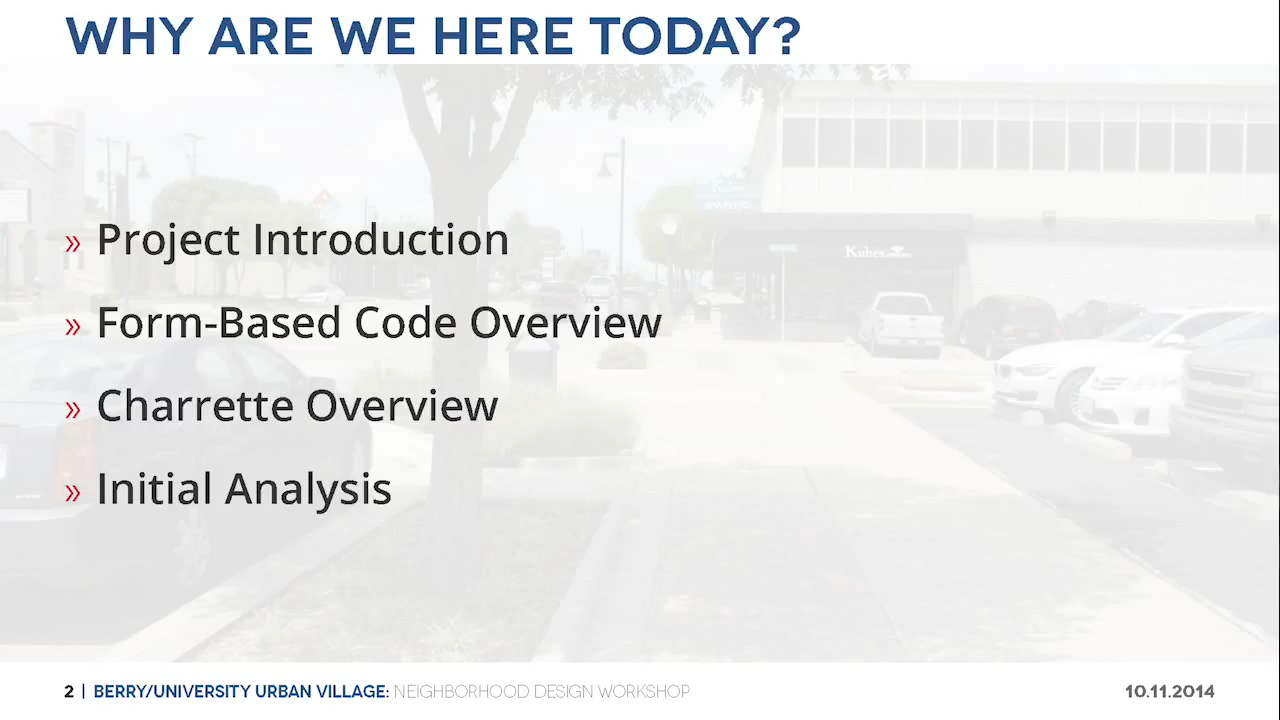 WHY ARE WE HERE TODAY?
» Project Introduction
» Form-Based Code Overview
» Charrette Overview
» Initial Analysis
Kubes
2 | BERRY/UNIVERSITY URBAN VILLAGE: NEIGHBORHOOD DESIGN WORKSHOP
10.11.2014